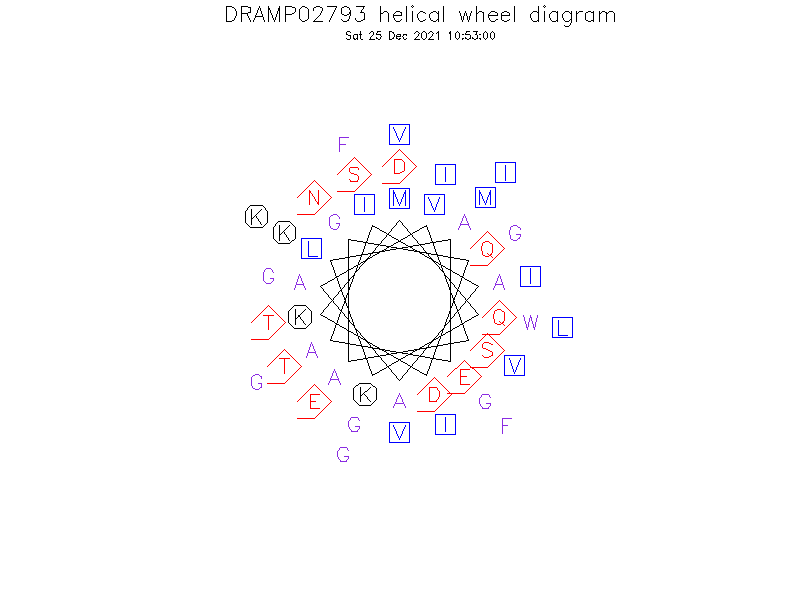 DRAMP02793 helical wheel diagram
Sat 25 Dec 2021 10:53:00
V
F
S D I I
N I M V M
K G A
K G
L Q
G A A I
T K Q W L
A S
T V
G A E
E K A D G
G V I F
G